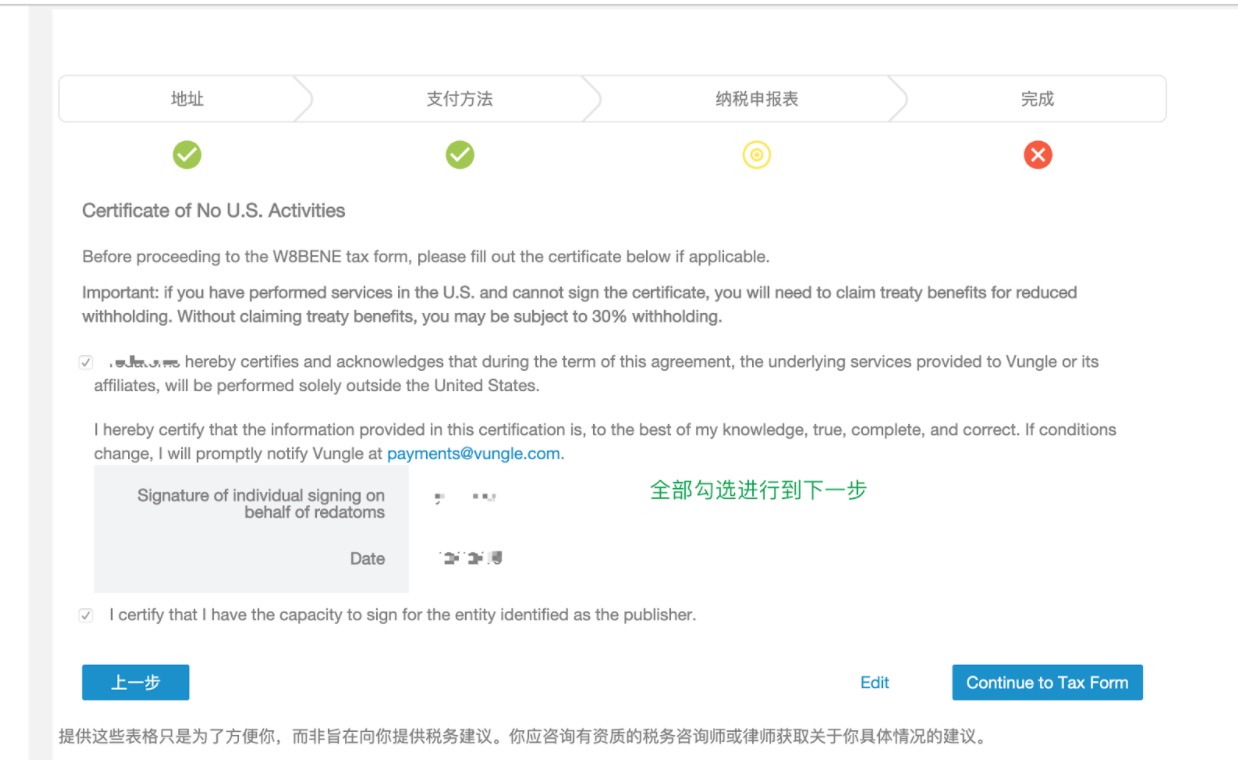 地址
支付方法
纳税申报表
完成
Certificate of No U.S. Activities
Before proceeding to the W8BENE tax form, please fill out the certificate below if applicable.
Important: if you have performed services in the U.S. and cannot sign the certificate, you will need to claim treaty benefits for reduced
withholding. Without claiming treaty benefits, you may be subject to 30% withholding.
hereby certifies and acknowledges that during the term of this agreement, the underlying services provided to Vungle or its
affiliates, will be performed solely outside the United States.
I hereby certify that the information provided in this certification is, to the best of my knowledge, true, complete, and correct. If conditions
change, I will promptly notify Vungle at payments@vungle.com.
Signature of individual signing on
behalf of redatoms
全部勾选进行到下一步
Date
I certify that I have the capacity to sign for the entity identified as the publisher.
上一步
Edit
Continue to Tax Form
提供这些表格只是为了方便你，而非旨在向你提供税务建议。你应咨询有资质的税务咨询师或律师获取关于你具体情况的建议。